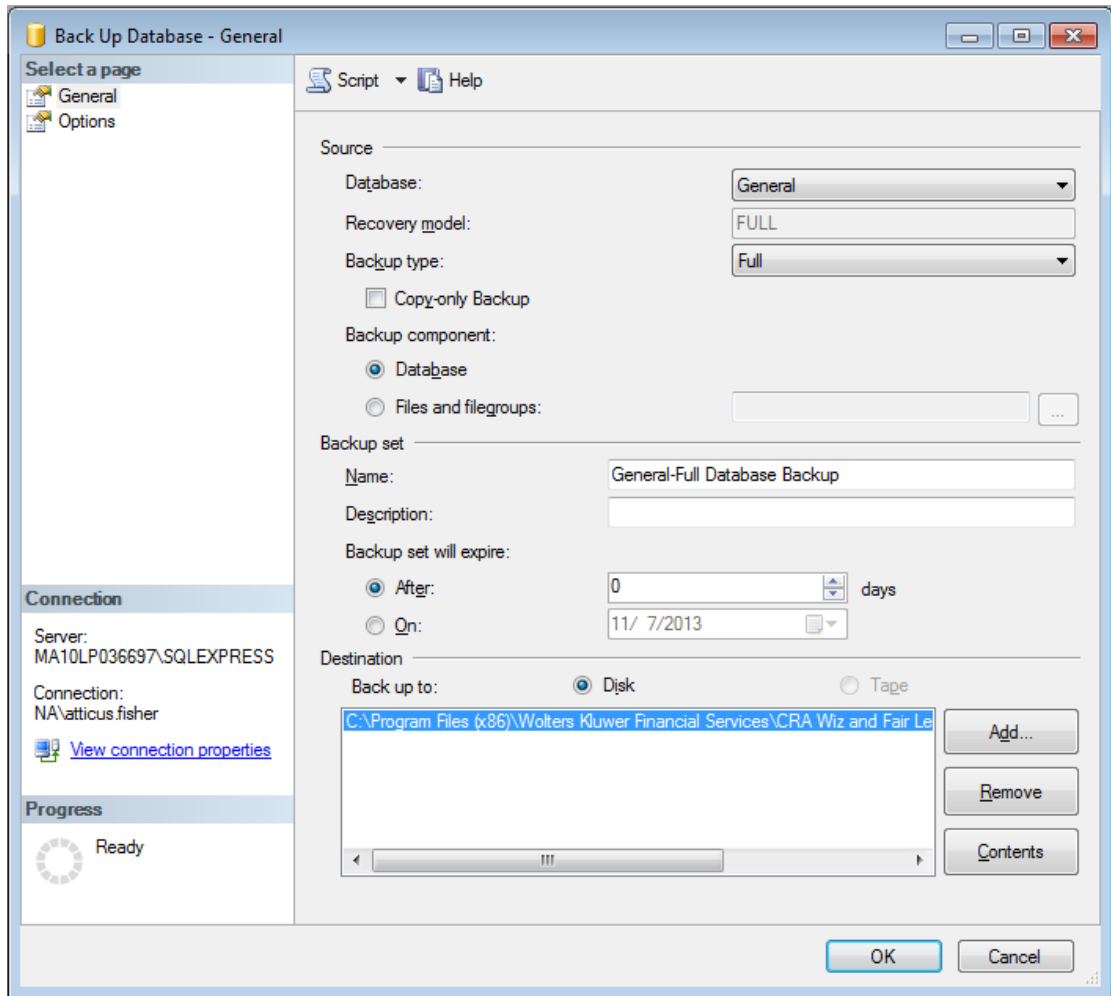 Back Up Database - General
Select a page
General
Options
Script Help
Source
Database: General
Recovery model: FULL
Backup type: Full
Copy-only Backup
Backup component:
Database
Files and filegroups: ...
Backup set
Name: General-Full Database Backup
Description:
Backup set will expire:
After: 0 days
On: 11/ 7/2013
Destination
Back up to: Disk Tape
C:\Program Files (x86)\Wolters Kluwer Financial Services\CRA Wiz and Fair Le
Add...
Remove
Contents
Connection
Server:
MA10LP036697\SQLEXPRESS
Connection:
NA\atticus.fisher
View connection properties
Progress
Ready
OK Cancel